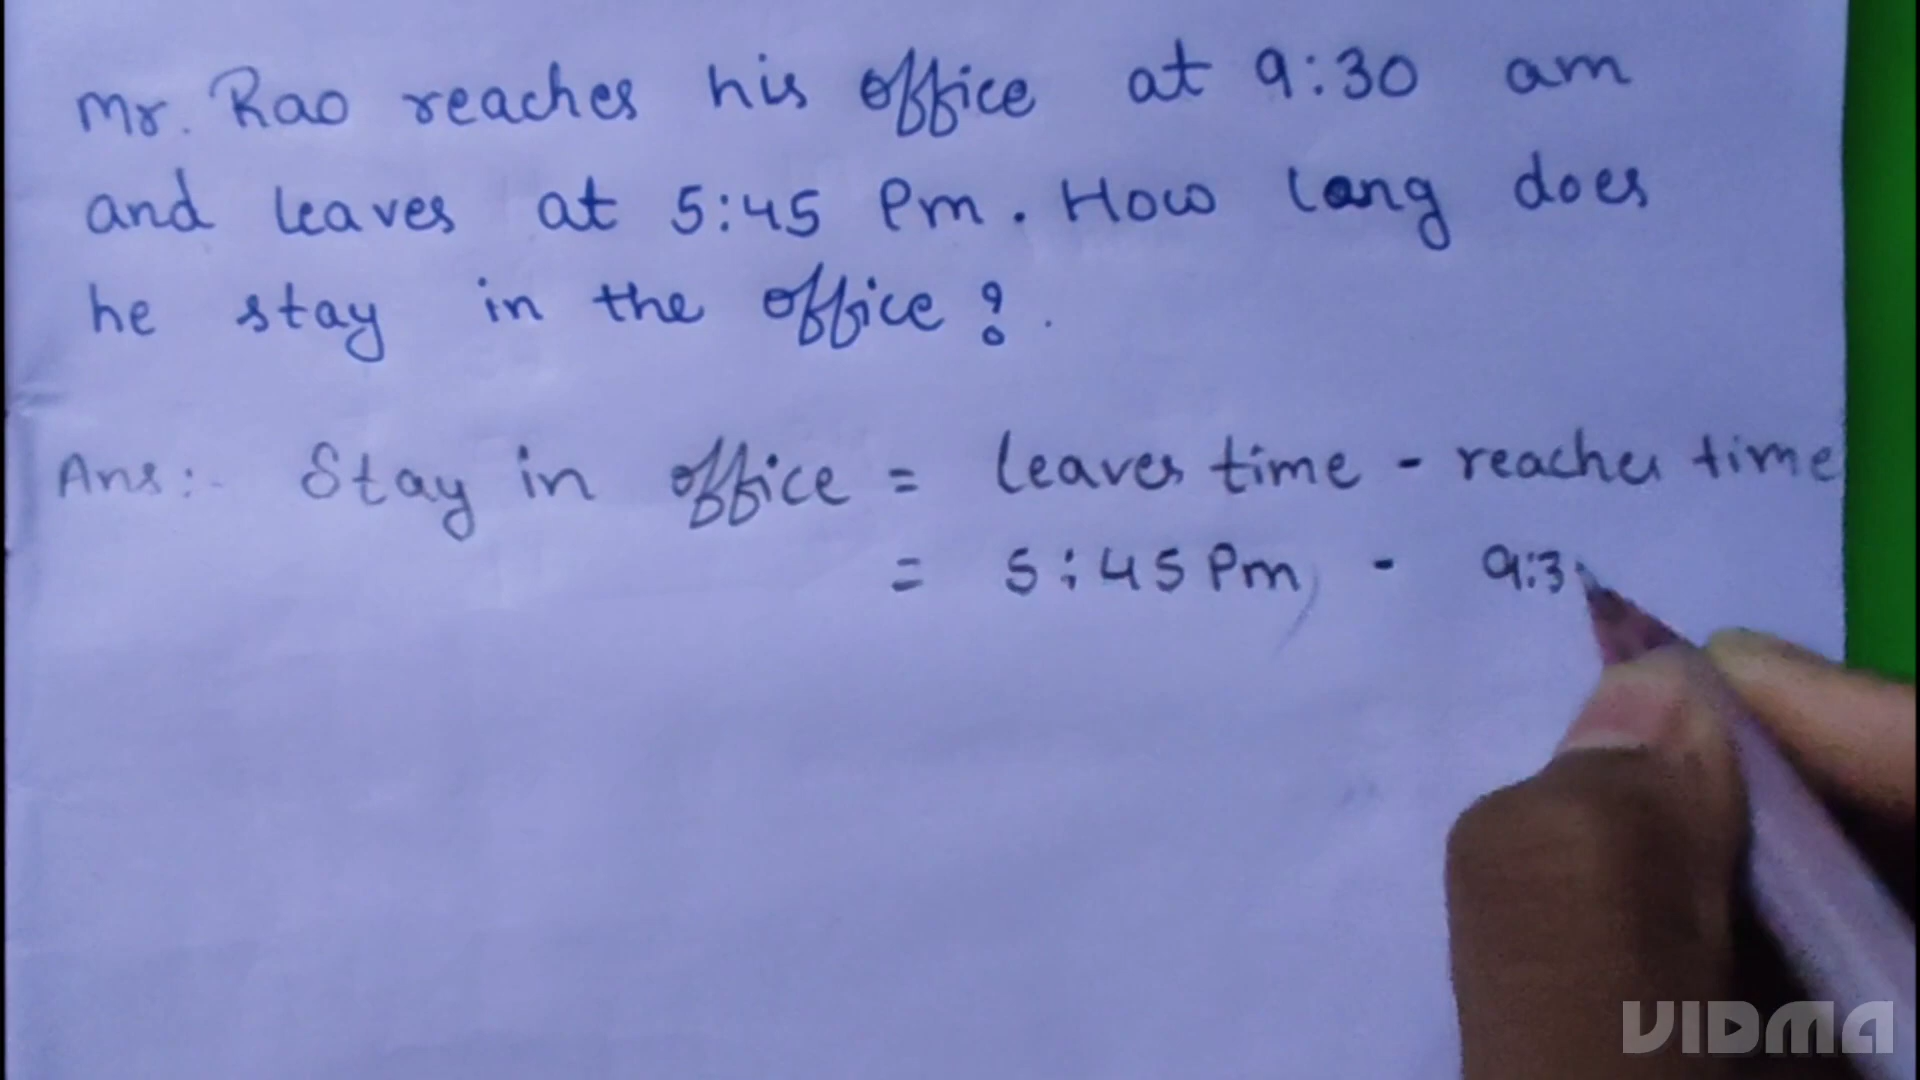 Mr. Rao reaches his office at 9:30 am
and leaves at 5:45 Pm. How long does
he stay in the office ?.
Ans:- Stay in office = leaves time - reaches time
= 5:45 Pm - 9:3
VIDMA